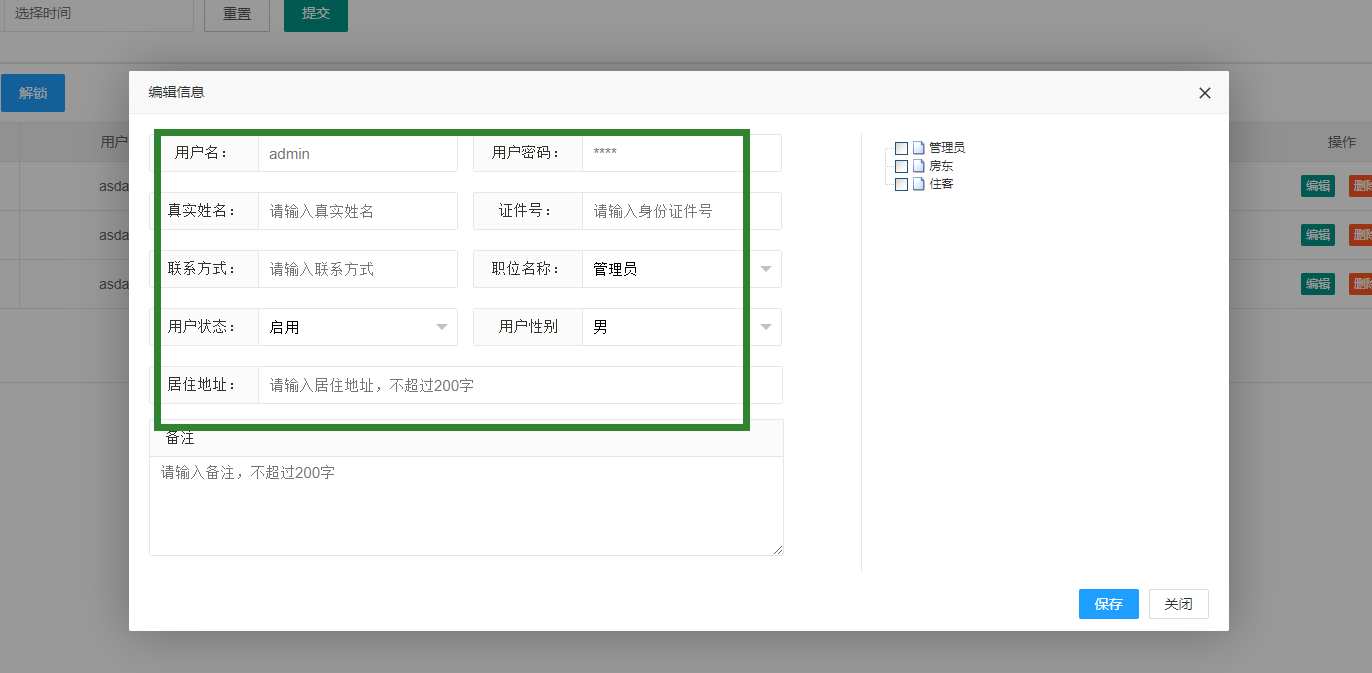 选择时间 重置 提交
解锁
编辑信息
用户 操作
用户名： admin 用户密码： **** 管理员
房东
住客
asda 编辑 删除
真实姓名： 请输入真实姓名 证件号： 请输入身份证件号
asda 编辑 删除
联系方式： 请输入联系方式 职位名称： 管理员
asda 编辑 删除
用户状态： 启用 用户性别 男
居住地址： 请输入居住地址，不超过200字
备注
请输入备注，不超过200字
保存 关闭